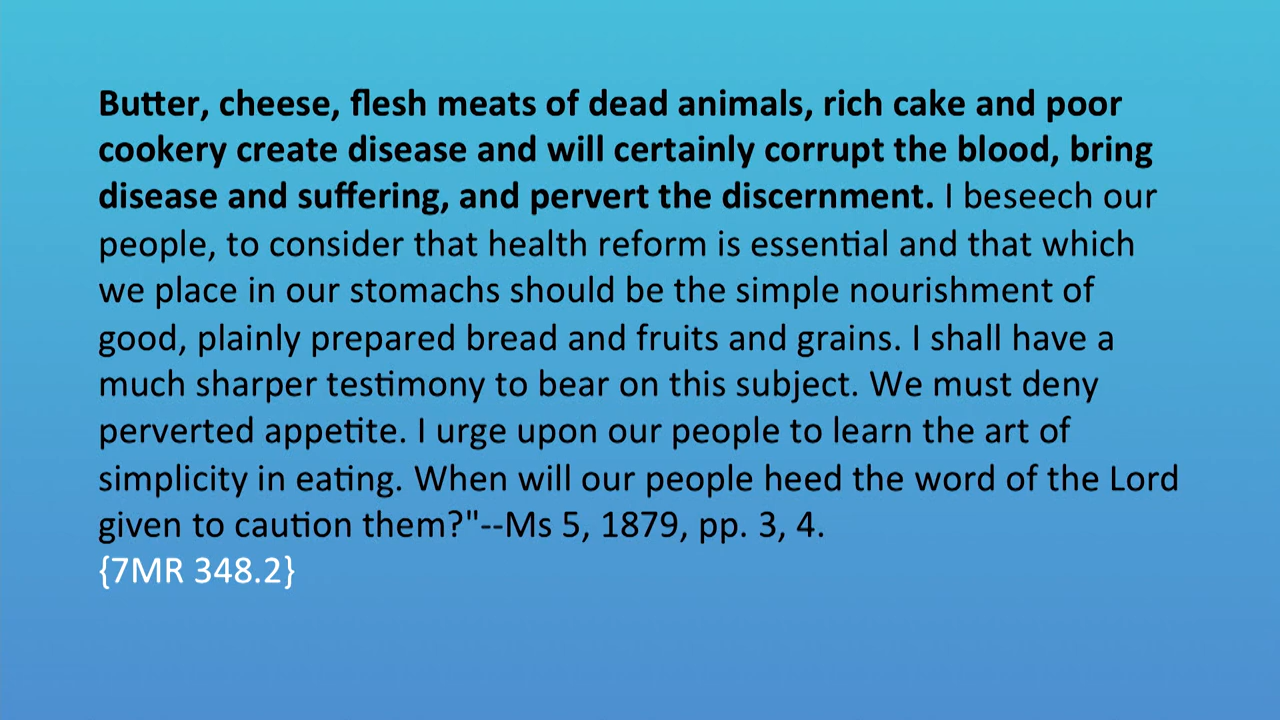 Butter, cheese, flesh meats of dead animals, rich cake and poor
cookery create disease and will certainly corrupt the blood, bring
disease and suffering, and pervert the discernment. I beseech our
people, to consider that health reform is essential and that which
we place in our stomachs should be the simple nourishment of
good, plainly prepared bread and fruits and grains. I shall have a
much sharper testimony to bear on this subject. We must deny
perverted appetite. I urge upon our people to learn the art of
simplicity in eating. When will our people heed the word of the Lord
given to caution them?"--Ms 5, 1879, pp. 3, 4.
{7MR 348.2}